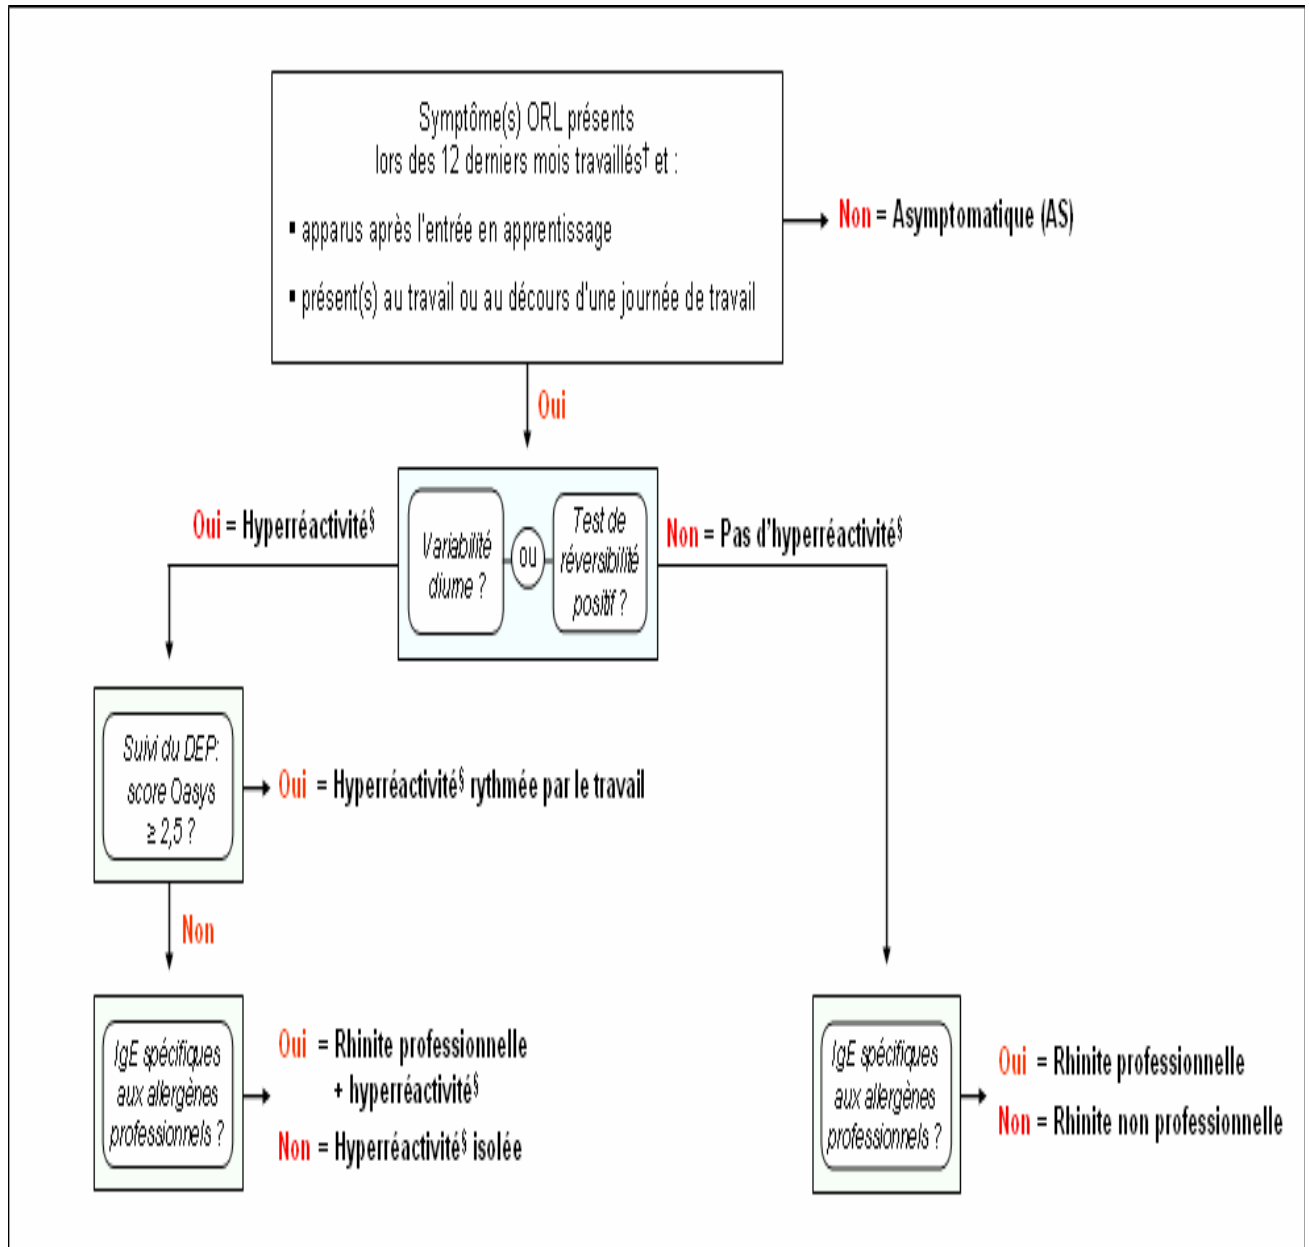 Symptôme(s) ORL présents
lors des 12 derniers mois travaillés† et :
▪ apparus après l'entrée en apprentissage
▪ présent(s) au travail ou au décours d'une journée de travail
Non = Asymptomatique (AS)
Oui
Oui = Hyperréactivité§
Variabilité
diurne ?
ou
Test de
réversibilité
positif ?
Non = Pas d'hyperréactivité§
Suivi du DEP:
score Oasys
≥ 2,5 ?
Oui = Hyperréactivité§ rythmée par le travail
Non
IgE spécifiques
aux allergènes
professionnels ?
Oui = Rhinite professionnelle
+ hyperréactivité§
Non = Hyperréactivité§ isolée
IgE spécifiques
aux allergènes
professionnels ?
Oui = Rhinite professionnelle
Non = Rhinite non professionnelle